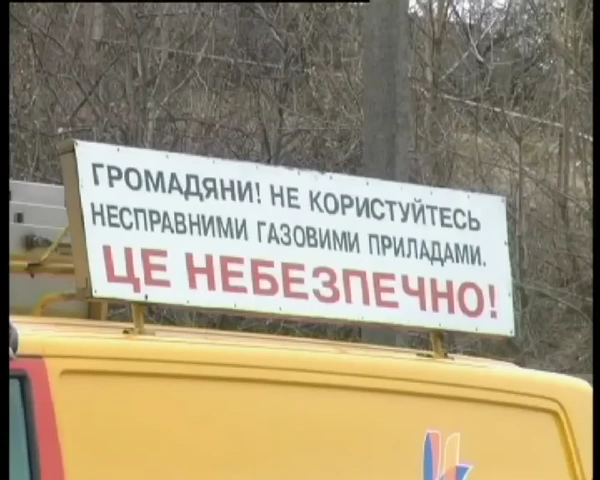 ГРОМАДЯНИ! НЕ КОРИСТУЙТЕСЬ
НЕСПРАВНИМИ ГАЗОВИМИ ПРИЛАДАМИ.
ЦЕ НЕБЕЗПЕЧНО!